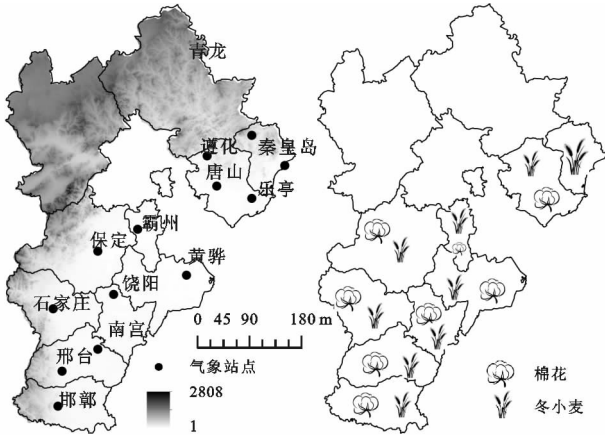 青龙
遵化
秦皇岛
唐山
乐亭
霸州
保定
黄骅
饶阳
石家庄
南宫
0 45 90 180 m
邢台
气象站点
邯郸
2808
1
棉花
冬小麦